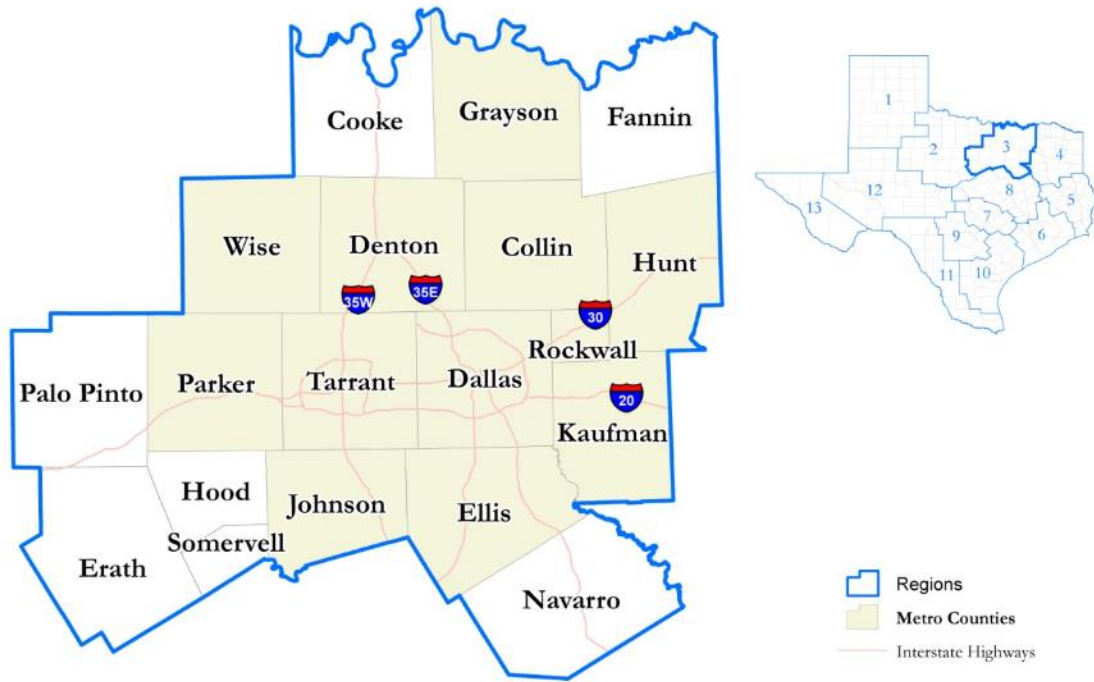 Cooke
Grayson
Fannin
Wise
Denton
Collin
Hunt
35W
35E
30
Rockwall
Palo Pinto
Parker
Tarrant
Dallas
20
Kaufman
Hood
Johnson
Ellis
Somervell
Erath
Navarro
1
2
3
4
12
8
5
13
7
9
6
11
10
Regions
Metro Counties
Interstate Highways